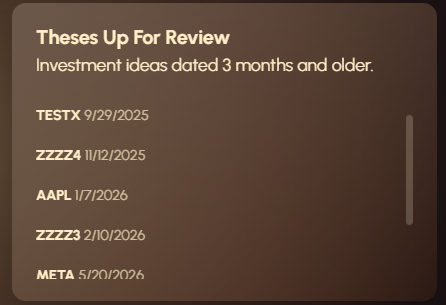 Theses Up For Review
Investment ideas dated 3 months and older.
TESTX 9/29/2025
ZZZZ4 11/12/2025
AAPL 1/7/2026
ZZZZ3 2/10/2026
META 5/20/2026